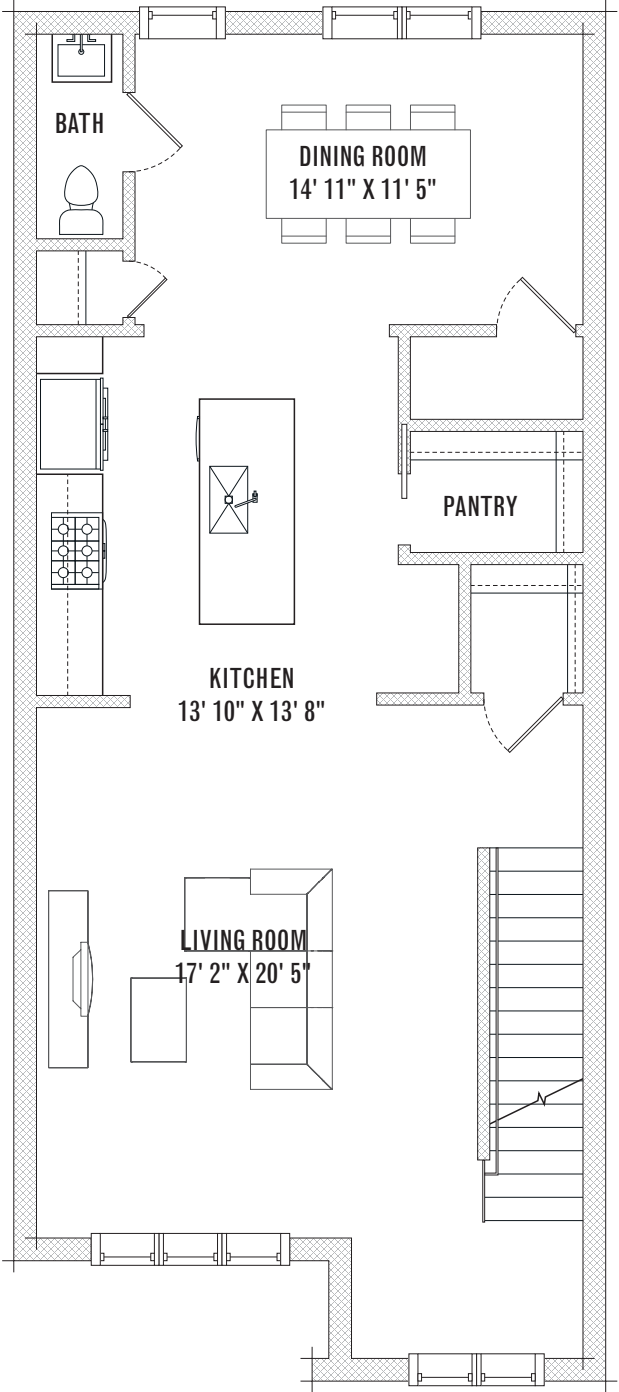 BATH
DINING ROOM
14' 11" X 11' 5"
PANTRY
KITCHEN
13' 10" X 13' 8"
LIVING ROOM
17' 2" X 20' 5"